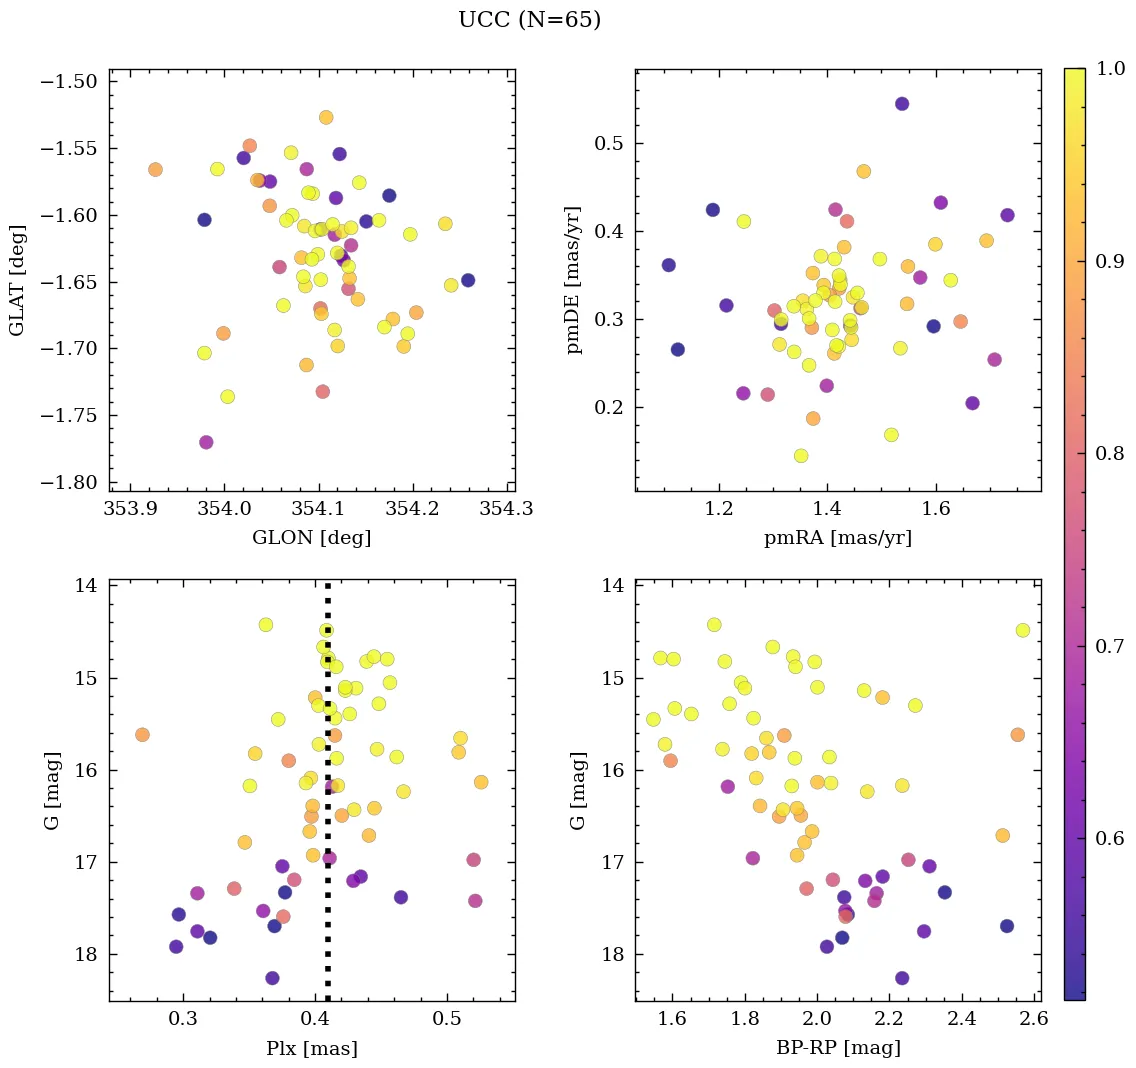 UCC (N=65)
−1.50
−1.55
−1.60
−1.65
−1.70
−1.75
−1.80
GLAT [deg]
353.9 354.0 354.1 354.2 354.3
GLON [deg]
0.5
0.4
0.3
0.2
pmDE [mas/yr]
1.2 1.4 1.6
pmRA [mas/yr]
1.0
0.9
0.8
0.7
0.6
14
15
16
17
18
G [mag]
0.3 0.4 0.5
Plx [mas]
14
15
16
17
18
G [mag]
1.6 1.8 2.0 2.2 2.4 2.6
BP-RP [mag]